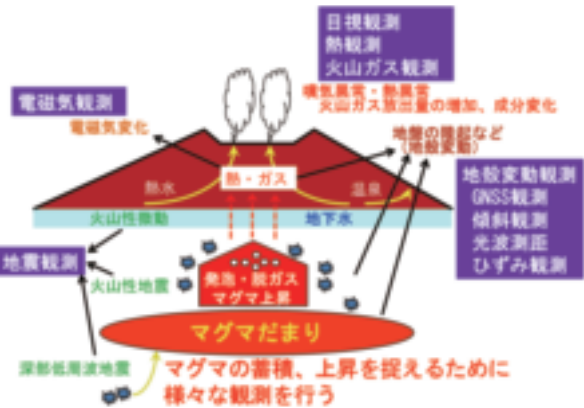 目視観測
熱観測
火山ガス観測
噴気異常・熱異常
火山ガス放出量の増加、成分変化
電磁気観測
電磁気変化
地盤の隆起など
(地殻変動)
熱・ガス
熱水
温泉
地殻変動観測
GNSS観測
傾斜観測
光波測距
ひずみ観測
火山性微動
地下水
地震観測
火山性地震
発泡・脱ガス
マグマ上昇
マグマだまり
深部低周波地震
マグマの蓄積、上昇を捉えるために
様々な観測を行う